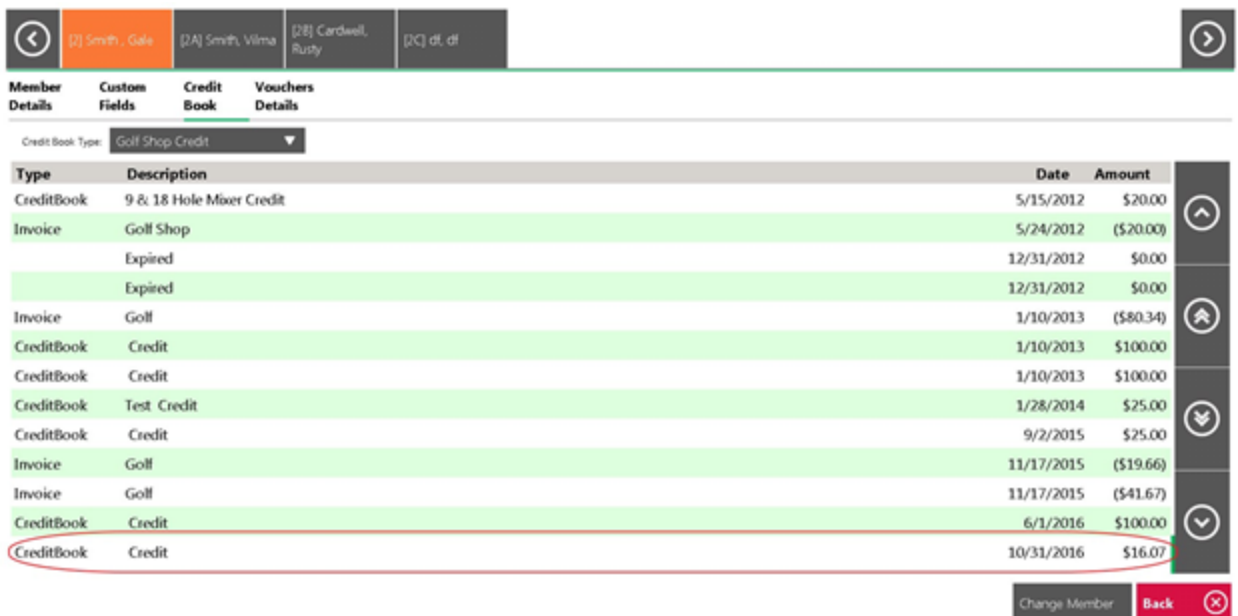 [2] Smith , Gale
[2A] Smith, Vilma
[2B] Cardwell,
Rusty
[2C] df, df
Member
Details
Custom
Fields
Credit
Book
Vouchers
Details
Credit Book Type: Golf Shop Credit
Type Description Date Amount
CreditBook 9 & 18 Hole Mixer Credit 5/15/2012 $20.00
Invoice Golf Shop 5/24/2012 ($20.00)
Expired 12/31/2012 $0.00
Expired 12/31/2012 $0.00
Invoice Golf 1/10/2013 ($80.34)
CreditBook Credit 1/10/2013 $100.00
CreditBook Credit 1/10/2013 $100.00
CreditBook Test Credit 1/28/2014 $25.00
CreditBook Credit 9/2/2015 $25.00
Invoice Golf 11/17/2015 ($19.66)
Invoice Golf 11/17/2015 ($41.67)
CreditBook Credit 6/1/2016 $100.00
CreditBook Credit 10/31/2016 $16.07
Change Member Back